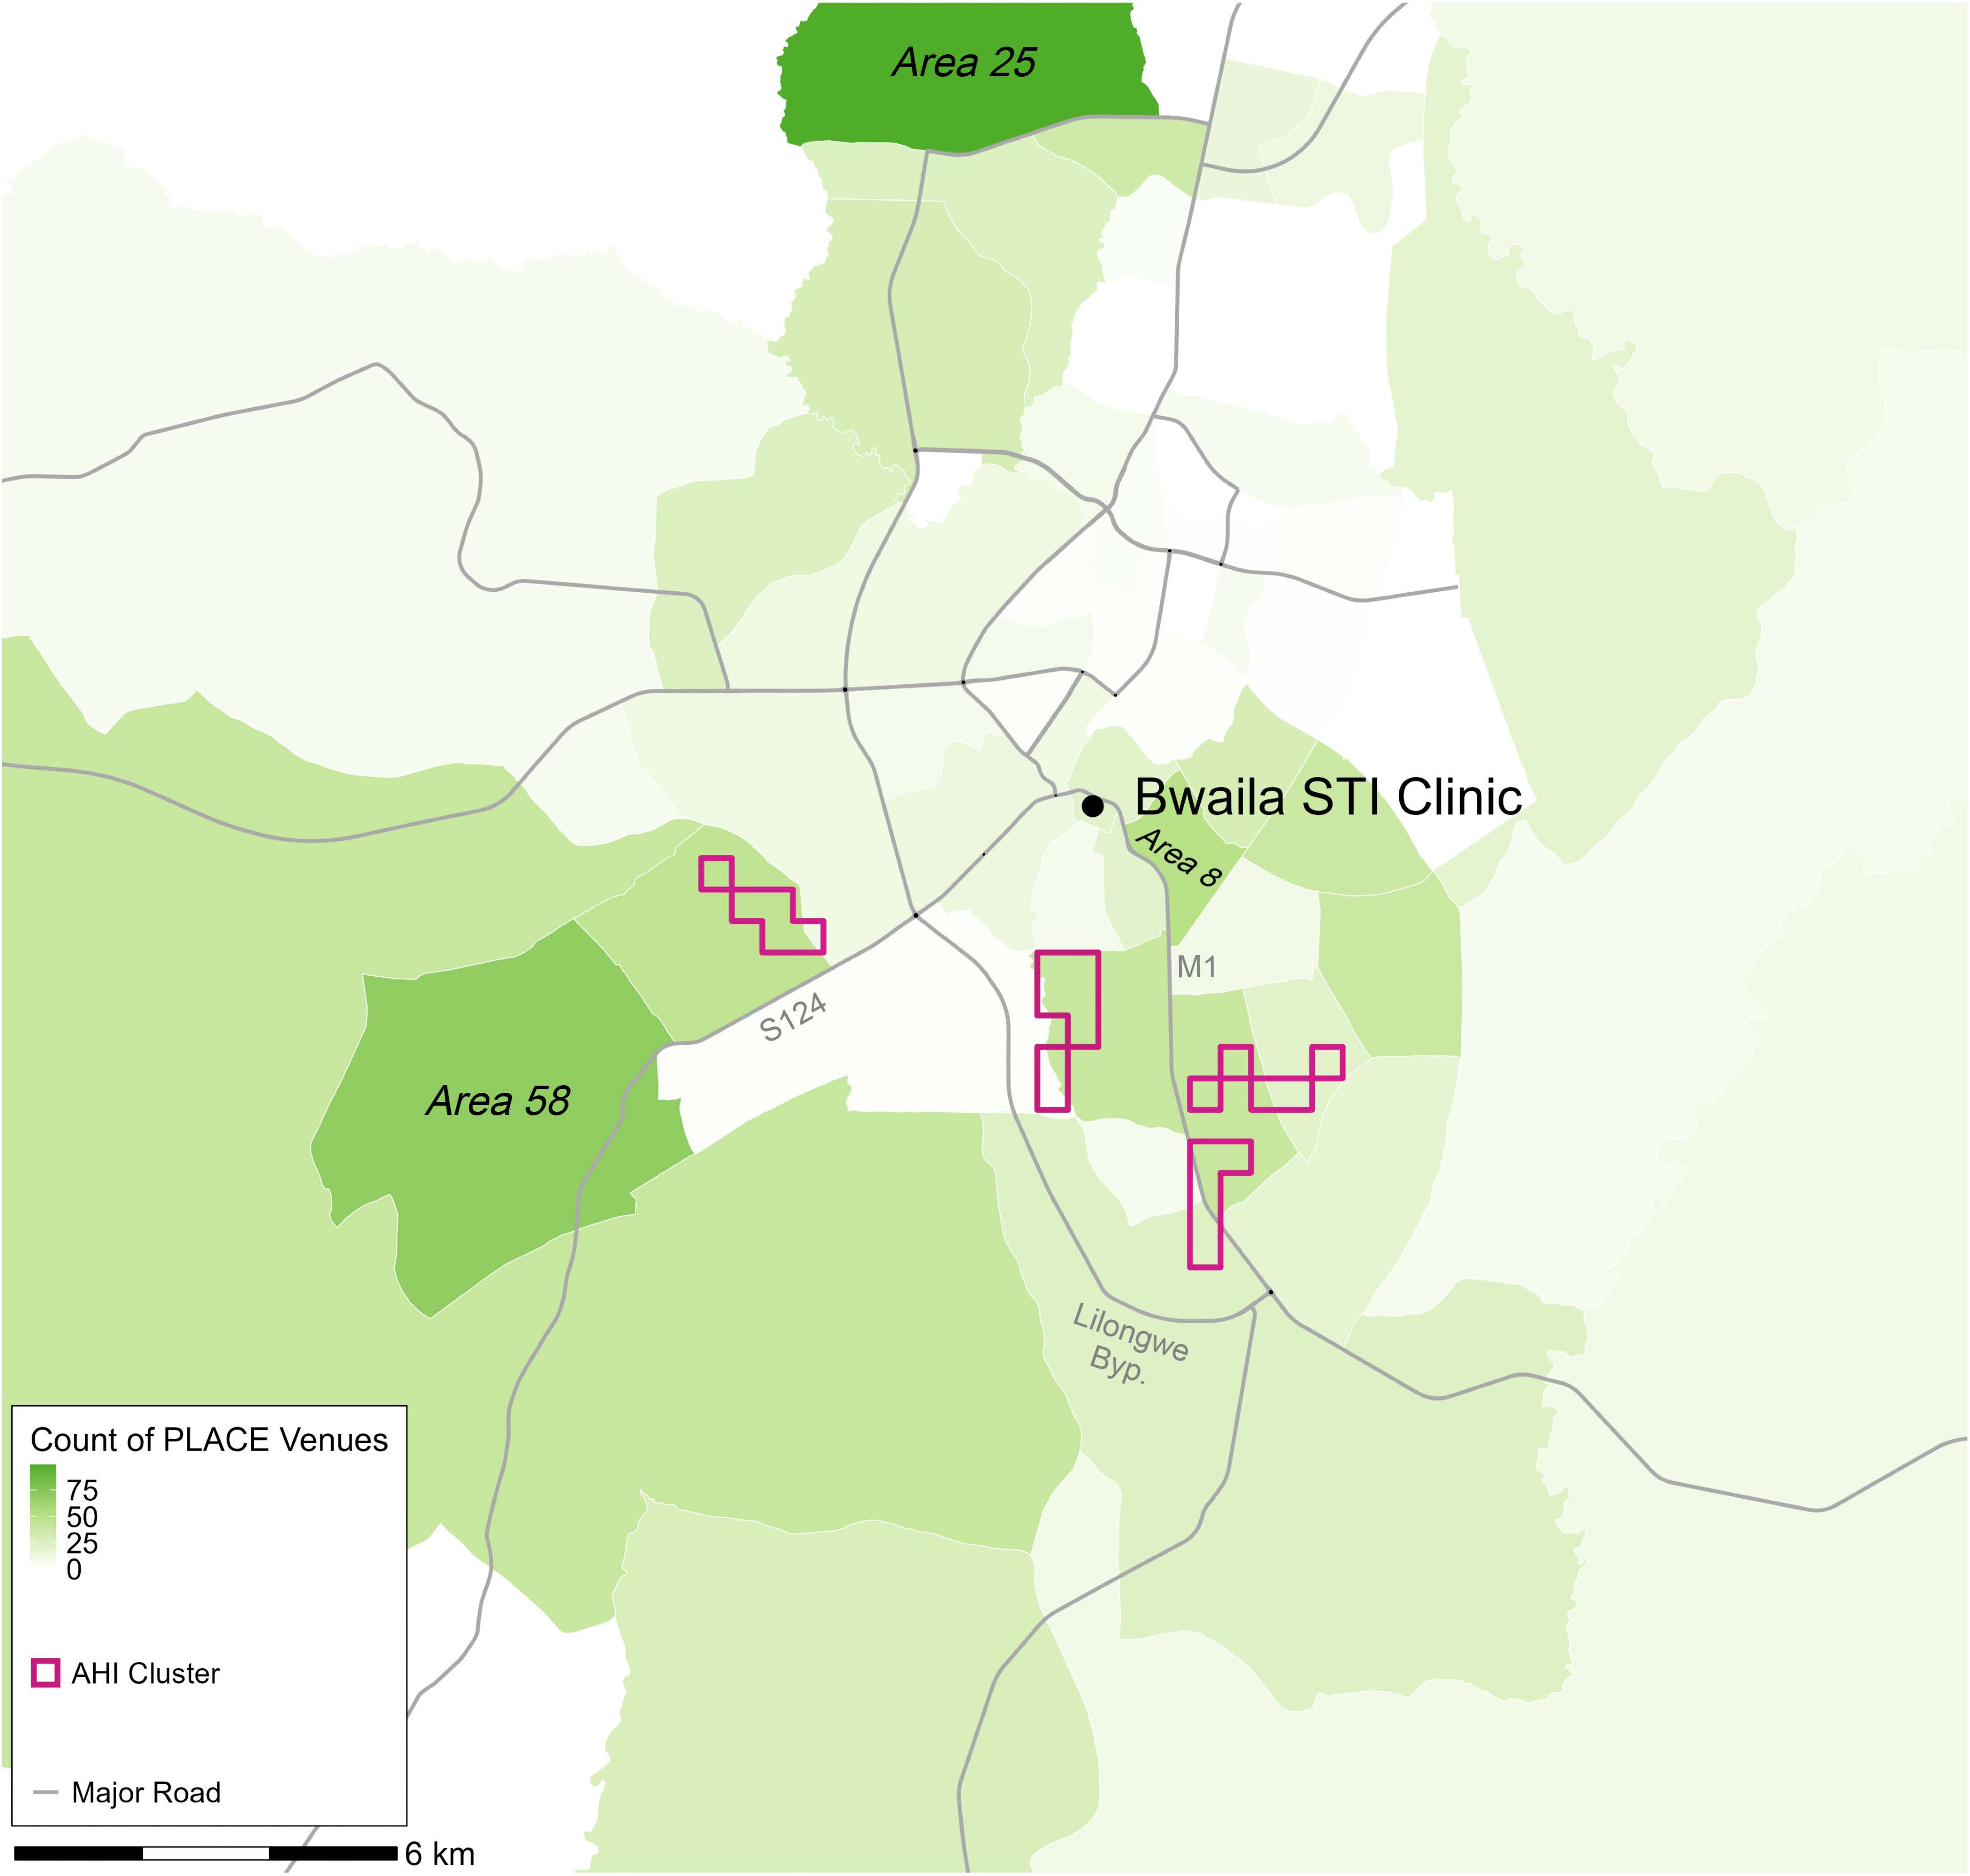 Area 25
Bwaila STI Clinic
Area 8
M1
S124
Area 58
Lilongwe
Byp.
Count of PLACE Venues
75
50
25
0
AHI Cluster
Major Road
6 km